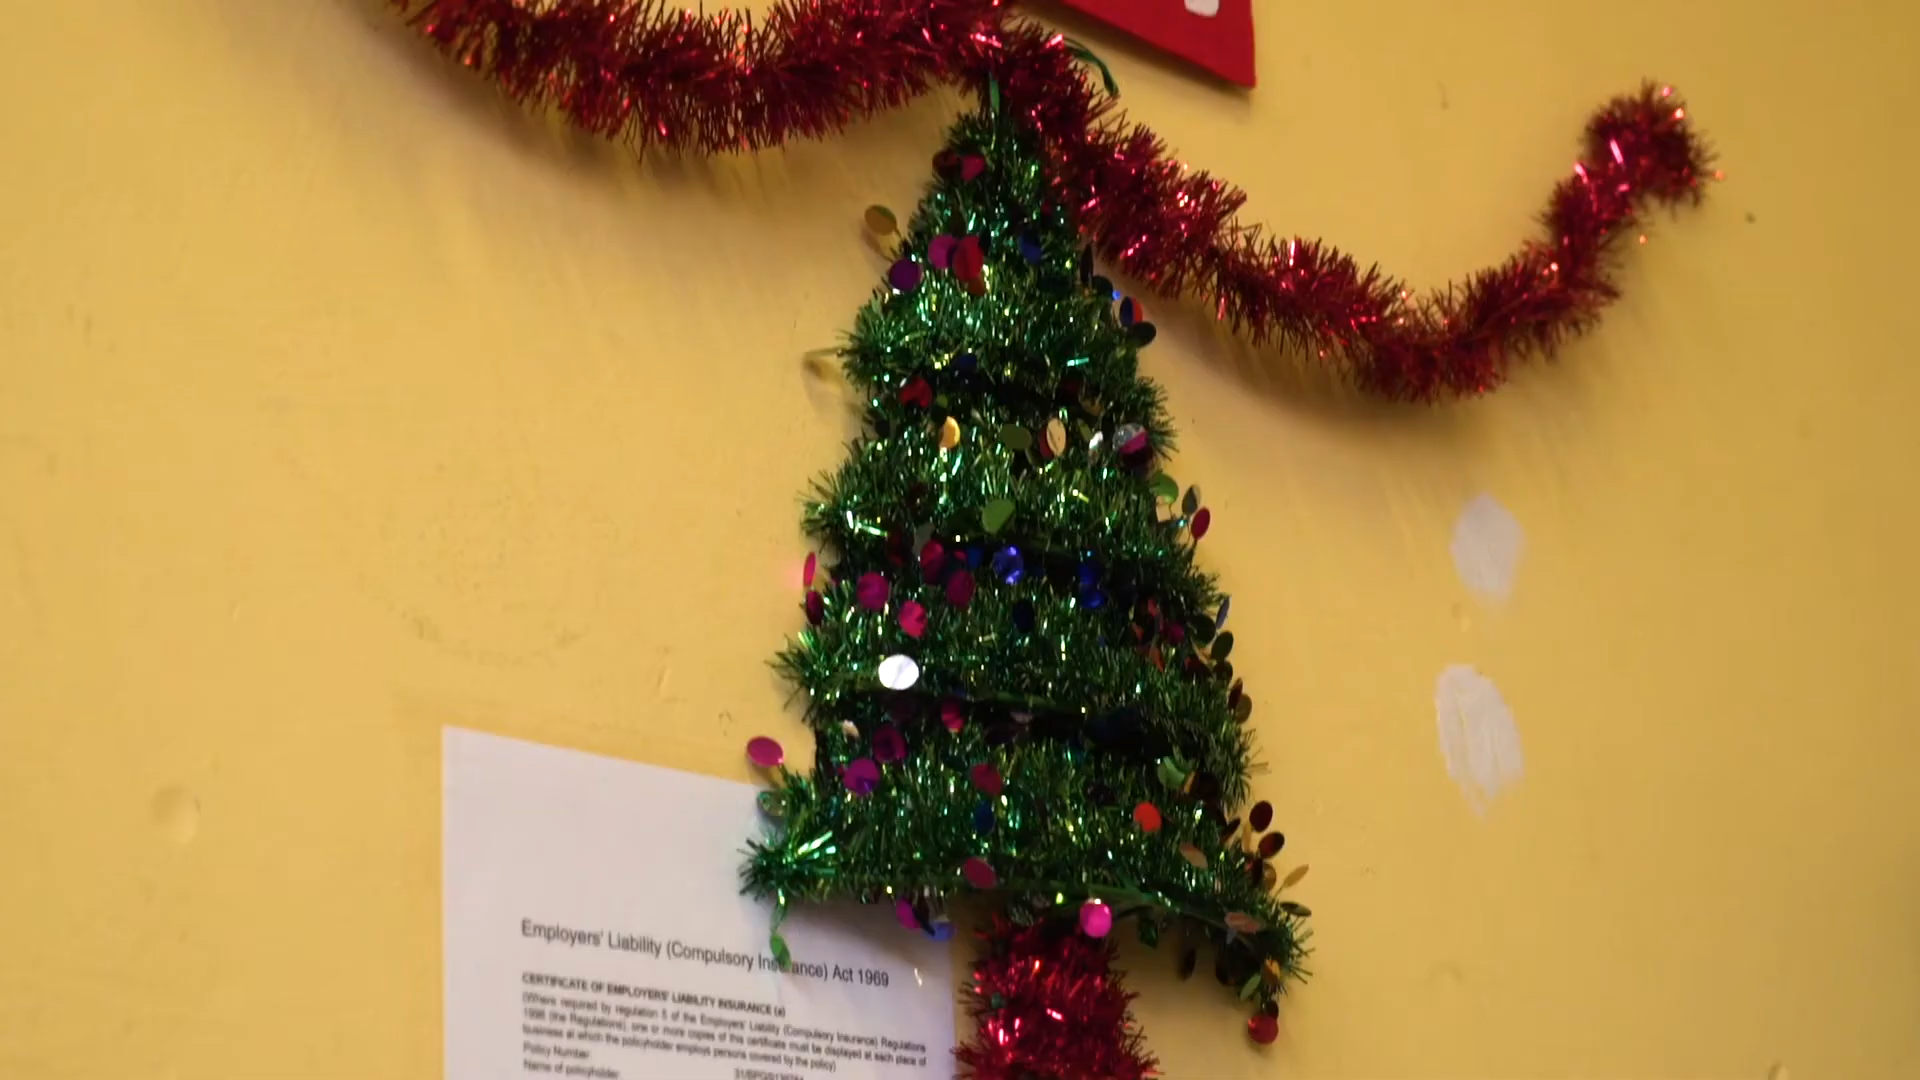 Employers' Liability (Compulsory Insurance) Act 1969
CERTIFICATE OF EMPLOYERS' LIABILITY INSURANCE (a)
(Where required by regulation 5 of the Employers' Liability (Compulsory Insurance) Regulations
1998 (the Regulations), one or more copies of this certificate must be displayed at each place of
business at which the policyholder employs persons covered by the policy)
Policy Number
Name of policyholder